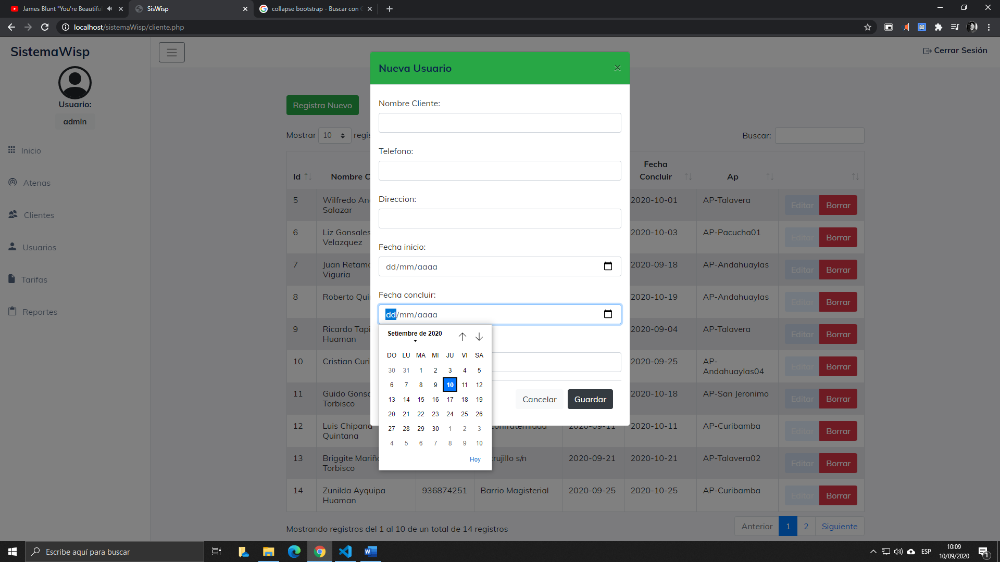 James Blunt "You're Beautifu
SisWisp
collapse bootstrap - Buscar con G
localhost/sistemaWisp/cliente.php
SistemaWisp
Usuario:
admin
Inicio
Atenas
Clientes
Usuarios
Tarifas
Reportes
Cerrar Sesión
Registra Nuevo
Mostrar 10 regis
Buscar:
Nueva Usuario
×
Nombre Cliente:
Telefono:
Direccion:
Fecha inicio:
dd/mm/aaaa
Fecha concluir:
dd/mm/aaaa
Setiembre de 2020
DO LU MA MI JU VI SA
30 31 1 2 3 4 5
6 7 8 9 10 11 12
13 14 15 16 17 18 19
20 21 22 23 24 25 26
27 28 29 30 1 2 3
4 5 6 7 8 9 10
Hoy
Cancelar Guardar
Id Nombre C Fecha Concluir Ap
5 Wilfredo And Salazar 2020-10-01 AP-Talavera Editar Borrar
6 Liz Gonsales Velazquez 2020-10-03 AP-Pacucha01 Editar Borrar
7 Juan Retamo Viguria 2020-09-18 AP-Andahuaylas Editar Borrar
8 Roberto Quin 2020-10-19 AP-Andahuaylas Editar Borrar
9 Ricardo Tapi Huaman 2020-09-04 AP-Talavera Editar Borrar
10 Cristian Curi 2020-09-25 AP-Andahuaylas04 Editar Borrar
11 Guido Gonsa Torbisco 2020-10-18 AP-San Jeronimo Editar Borrar
12 Luis Chipana Quintana confraternidad 2020-09-11 2020-10-11 AP-Curibamba Editar Borrar
13 Briggite Mariño Torbisco trujillo s/n 2020-09-21 2020-10-21 AP-Talavera02 Editar Borrar
14 Zunilda Ayquipa Huaman 936874251 Barrio Magisterial 2020-09-25 2020-10-25 AP-Curibamba Editar Borrar
Mostrando registros del 1 al 10 de un total de 14 registros
Anterior 1 2 Siguiente
Escribe aquí para buscar
ESP
10:09
10/09/2020
1